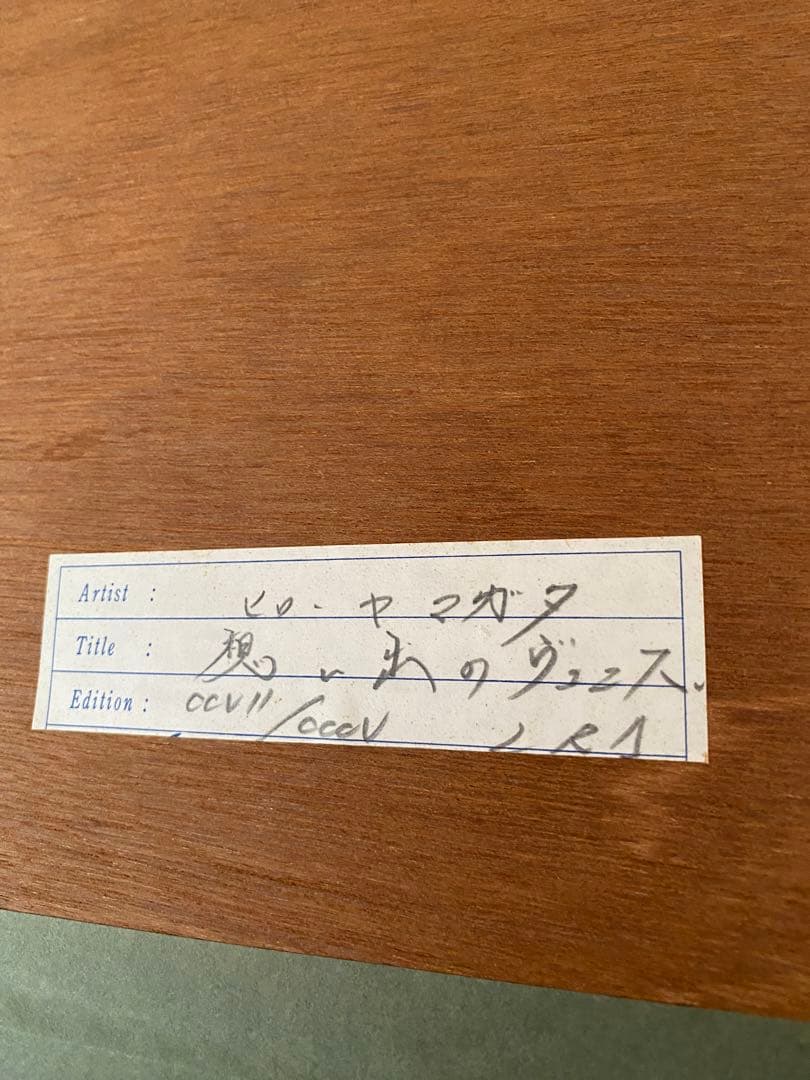 Artist : ヒロ・ヤマガタ
Title : 想い出のヴェニス
Edition : CCVII/CCCV